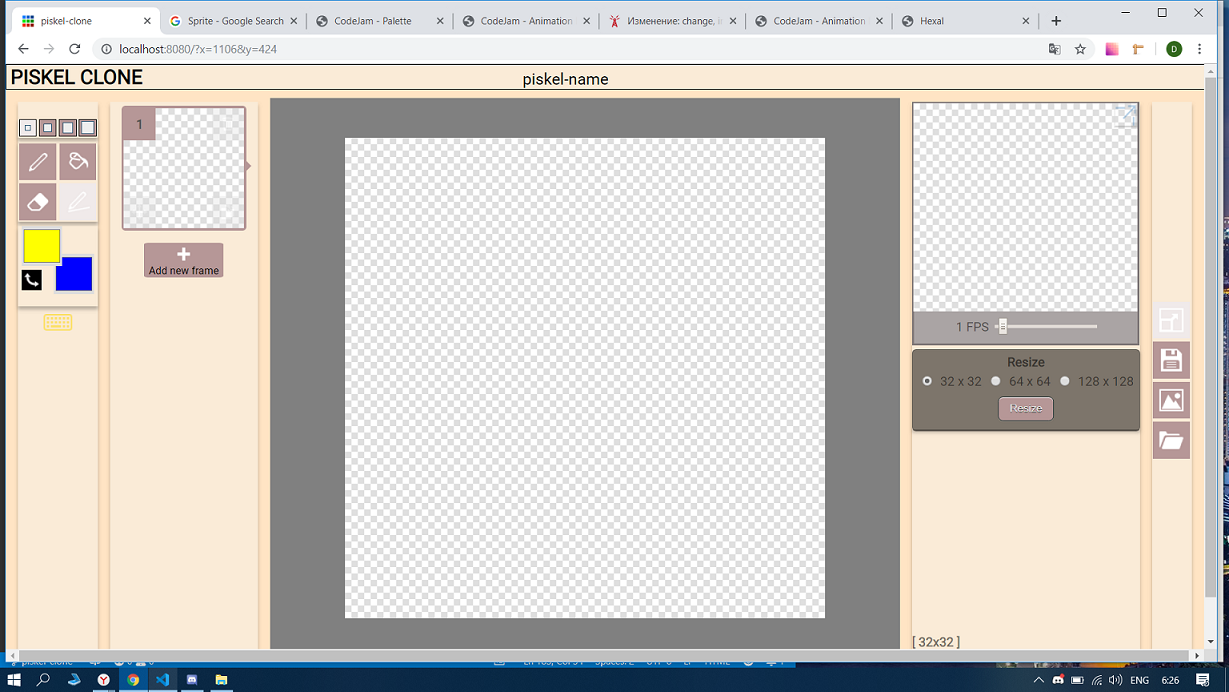 piskel-clone
Sprite - Google Search
CodeJam - Palette
CodeJam - Animation
Изменение: change, i
CodeJam - Animation
Hexal
localhost:8080/?x=1106&y=424
D
PISKEL CLONE
piskel-name
1
Add new frame
1 FPS
Resize
32 x 32
64 x 64
128 x 128
Resize
[ 32x32 ]
ENG
6:26